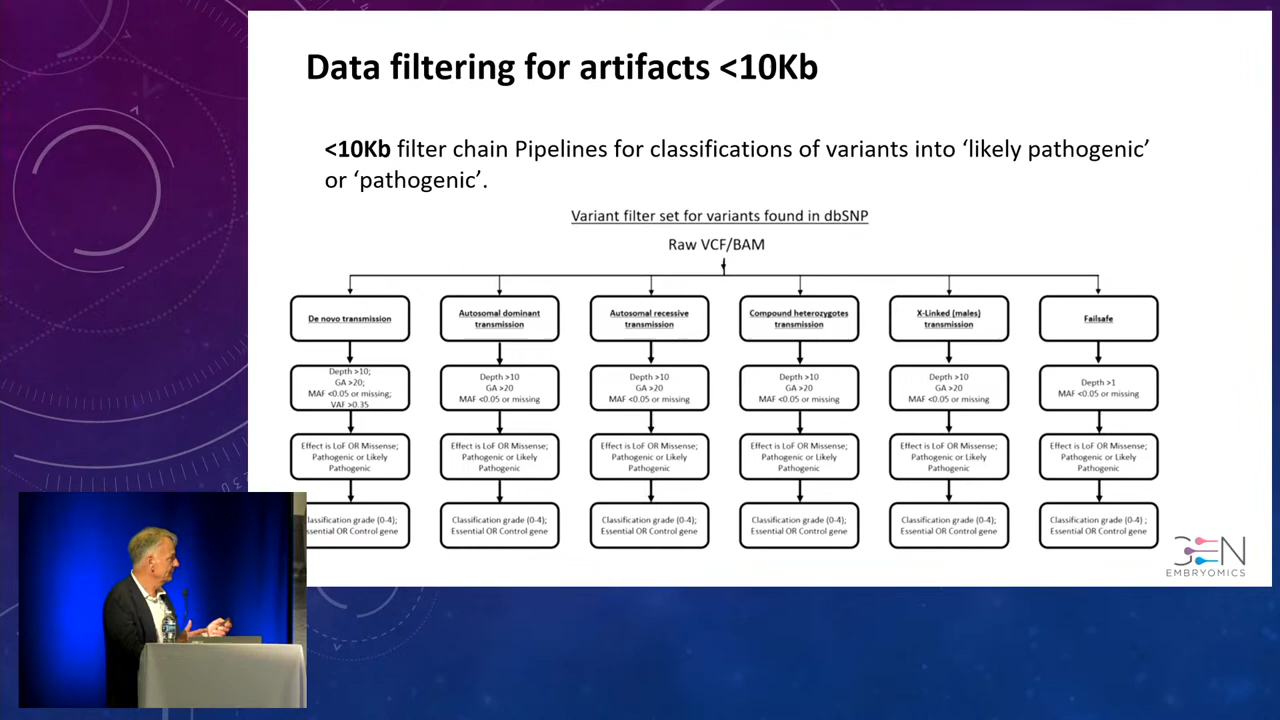 Data filtering for artifacts <10Kb
<10Kb filter chain Pipelines for classifications of variants into ‘likely pathogenic’
or ‘pathogenic’.
Variant filter set for variants found in dbSNP
Raw VCF/BAM
De novo transmission
Depth >10;
GA >20;
MAF <0.05 or missing;
VAF >0.35
Effect is LoF OR Missense;
Pathogenic or Likely
Pathogenic
lassification grade (0-4);
ssential OR Control gene
Autosomal dominant
transmission
Depth >10
GA >20
MAF <0.05 or missing
Effect is LoF OR Missense;
Pathogenic or Likely
Pathogenic
Classification grade (0-4);
Essential OR Control gene
Autosomal recessive
transmission
Depth >10
GA >20
MAF <0.05 or missing
Effect is LoF OR Missense;
Pathogenic or Likely
Pathogenic
Classification grade (0-4);
Essential OR Control gene
Compound heterozygotes
transmission
Depth >10
GA >20
MAF <0.05 or missing
Effect is LoF OR Missense;
Pathogenic or Likely
Pathogenic
Classification grade (0-4);
Essential OR Control gene
X-Linked (males)
transmission
Depth >10
GA >20
MAF <0.05 or missing
Effect is LoF OR Missense;
Pathogenic or Likely
Pathogenic
Classification grade (0-4);
Essential OR Control gene
Failsafe
Depth >1
MAF <0.05 or missing
Effect is LoF OR Missense;
Pathogenic or Likely
Pathogenic
Classification grade (0-4) ;
Essential OR Control gene
GEN
EMBRYOMICS